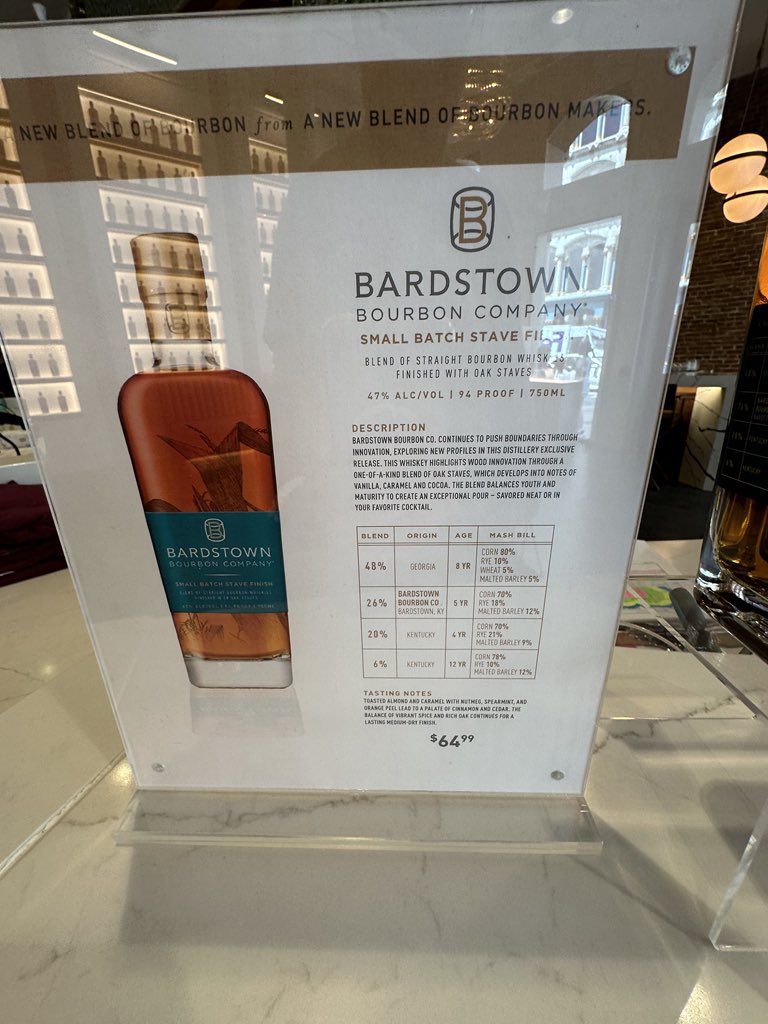 NEW BLEND OF BOURBON from A NEW BLEND OF BOURBON MAKERS.
B
BARDSTOWN
BOURBON COMPANY
SMALL BATCH STAVE
BLEND OF STRAIGHT BOURBON WHISKIES
FINISHED WITH OAK STAVES
47% ALC/VOL | 94 PROOF | 750ML
DESCRIPTION
BARDSTOWN BOURBON CO. CONTINUES TO PUSH BOUNDARIES THROUGH
INNOVATION, EXPLORING NEW PROFILES IN THIS DISTILLERY EXCLUSIVE
RELEASE. THIS WHISKEY HIGHLIGHTS WOOD INNOVATION THROUGH A
ONE-OF-A-KIND BLEND OF OAK STAVES, WHICH DEVELOPS INTO NOTES OF
VANILLA, CARAMEL AND COCOA. THE BLEND BALANCES YOUTH AND
MATURITY TO CREATE AN EXCEPTIONAL POUR – SAVORED NEAT OR IN
YOUR FAVORITE COCKTAIL.
BLEND ORIGIN AGE MASH BILL
48% GEORGIA 8 YR CORN 80%
RYE 10%
WHEAT 5%
MALTED BARLEY 5%
26% BARDSTOWN BOURBON CO. BARDSTOWN, KY 5 YR CORN 70%
RYE 18%
MALTED BARLEY 12%
20% KENTUCKY 4 YR CORN 70%
RYE 21%
MALTED BARLEY 9%
6% KENTUCKY 12 YR CORN 78%
RYE 10%
MALTED BARLEY 12%
TASTING NOTES
TOASTED ALMOND AND CARAMEL WITH NUTMEG, SPEARMINT, AND
ORANGE PEEL LEAD TO A PALATE OF CINNAMON AND CEDAR. THE
BALANCE OF VIBRANT SPICE AND RICH OAK CONTINUES FOR A
LASTING MEDIUM-DRY FINISH.
$64.99
B
BARDSTOWN
BOURBON COMPANY
SMALL BATCH STAVE FINISH
BLEND OF STRAIGHT BOURBON WHISKIES